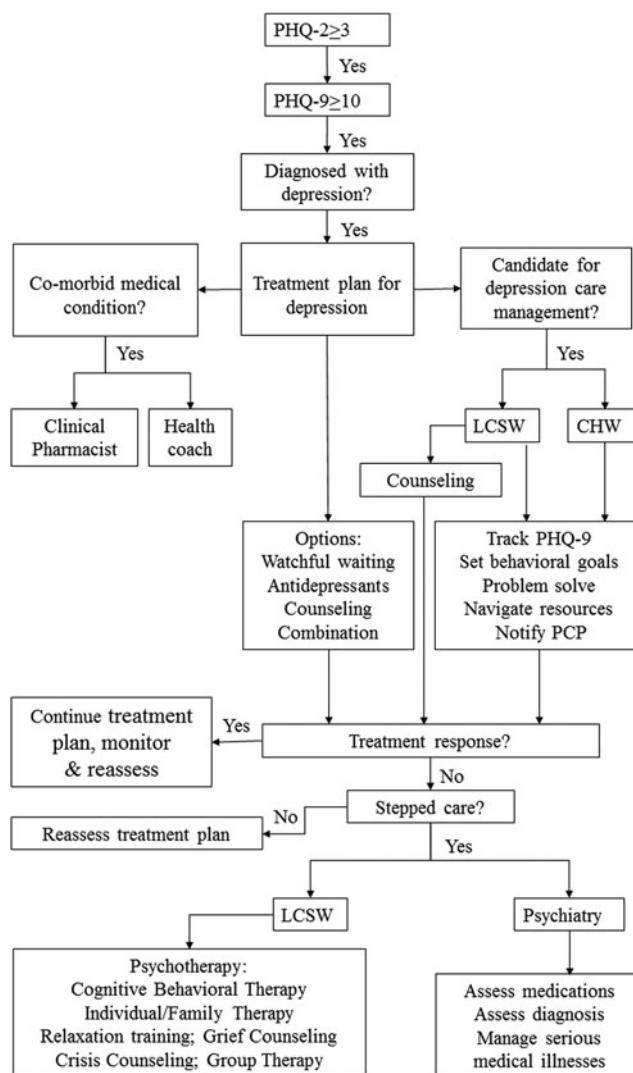 PHQ-2≥3
Yes
PHQ-9≥10
Yes
Diagnosed with
depression?
Yes
Co-morbid medical
condition?
Treatment plan for
depression
Candidate for
depression care
management?
Yes
Yes
Clinical
Pharmacist
Health
coach
LCSW
CHW
Counseling
Options:
Watchful waiting
Antidepressants
Counseling
Combination
Track PHQ-9
Set behavioral goals
Problem solve
Navigate resources
Notify PCP
Continue treatment
plan, monitor
& reassess
Yes
Treatment response?
No
Stepped care?
No
Reassess treatment plan
Yes
LCSW
Psychiatry
Psychotherapy:
Cognitive Behavioral Therapy
Individual/Family Therapy
Relaxation training; Grief Counseling
Crisis Counseling; Group Therapy
Assess medications
Assess diagnosis
Manage serious
medical illnesses